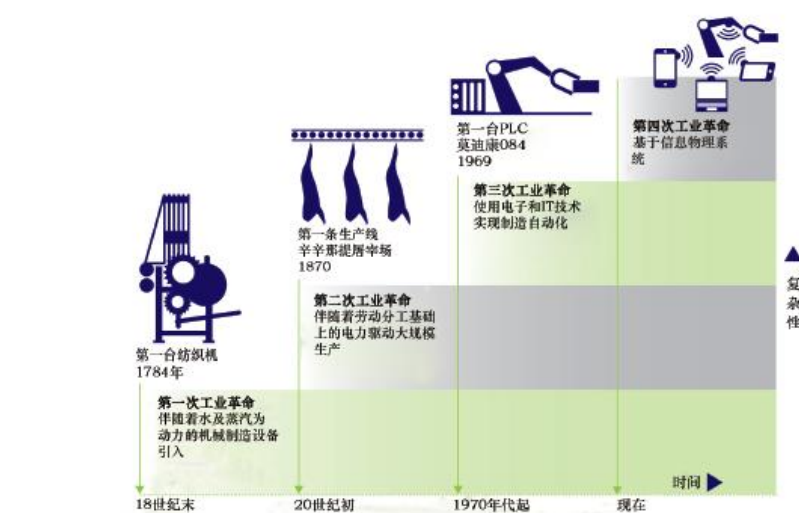 第四次工业革命
基于信息物理系
统
第一台PLC
莫迪康084
1969
第三次工业革命
使用电子和IT技术
实现制造自动化
第一条生产线
辛辛那提屠宰场
1870
第二次工业革命
伴随着劳动分工基础
上的电力驱动大规模
生产
复
杂
性
第一台纺织机
1784年
第一次工业革命
伴随着水及蒸汽为
动力的机械制造设备
引入
时间
18世纪末
20世纪初
1970年代起
现在